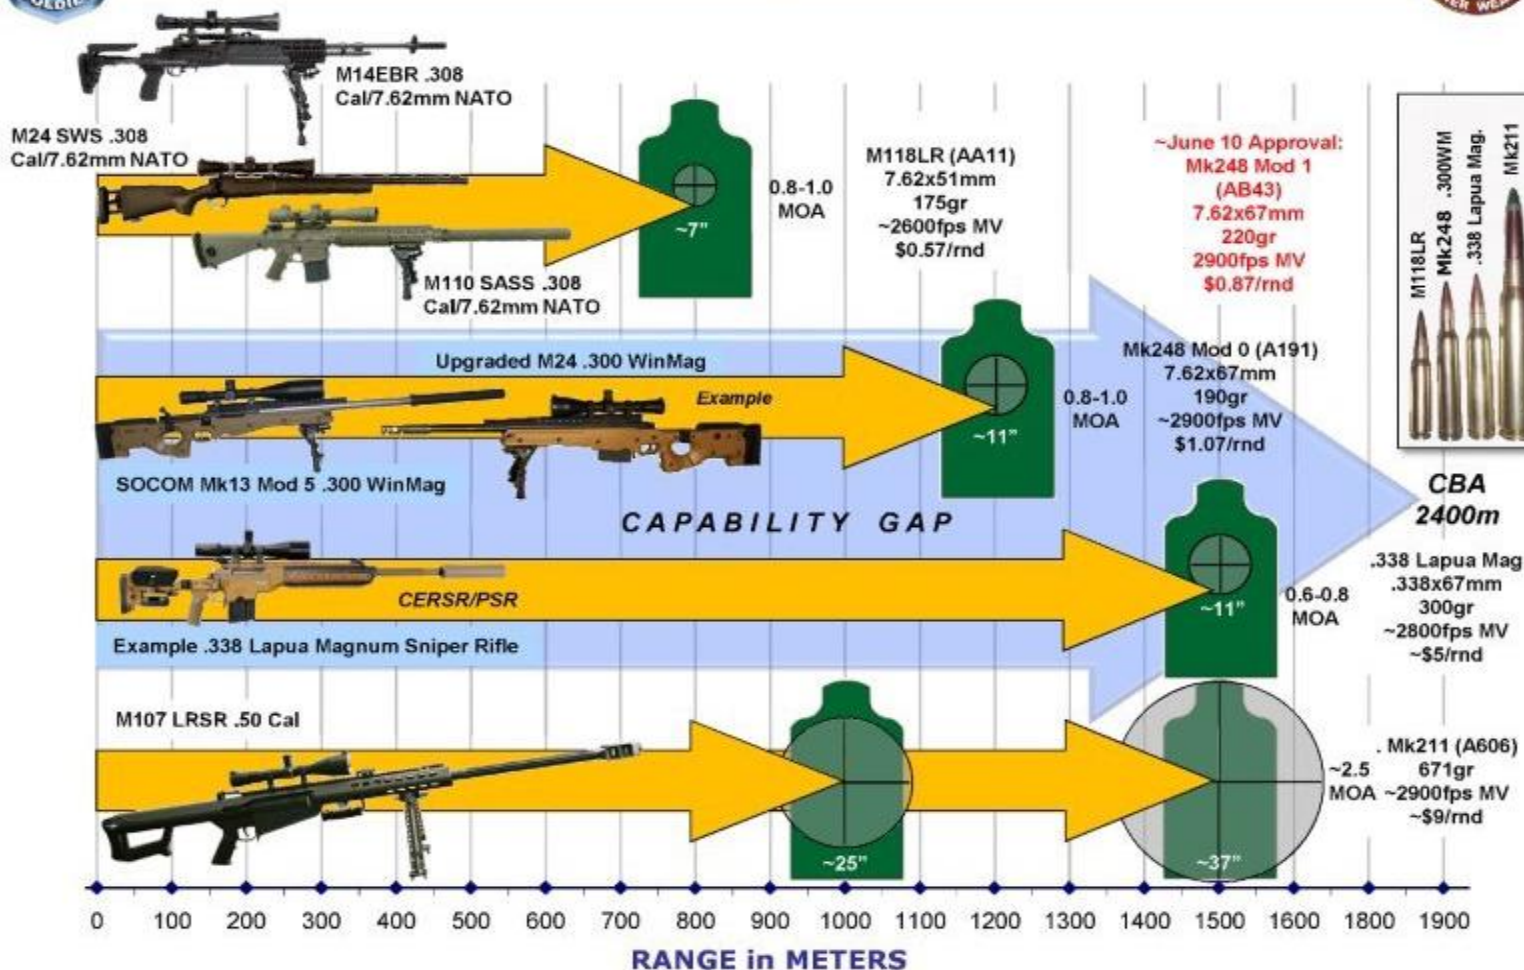 SOLDIE
ER WEA
M14EBR .308
Cal/7.62mm NATO
M24 SWS .308
Cal/7.62mm NATO
M110 SASS .308
Cal/7.62mm NATO
~7"
0.8-1.0
MOA
M118LR (AA11)
7.62x51mm
175gr
~2600fps MV
$0.57/rnd
~June 10 Approval:
Mk248 Mod 1
(AB43)
7.62x67mm
220gr
2900fps MV
$0.87/rnd
M118LR
Mk248 .300WM
.338 Lapua Mag.
Mk211
Upgraded M24 .300 WinMag
Example
SOCOM Mk13 Mod 5 .300 WinMag
~11"
0.8-1.0
MOA
Mk248 Mod 0 (A191)
7.62x67mm
190gr
~2900fps MV
$1.07/rnd
CAPABILITY GAP
CBA
2400m
CERSR/PSR
Example .338 Lapua Magnum Sniper Rifle
~11"
0.6-0.8
MOA
.338 Lapua Mag
.338x67mm
300gr
~2800fps MV
~$5/rnd
M107 LRSR .50 Cal
~25"
~37"
~2.5
MOA
. Mk211 (A606)
671gr
~2900fps MV
~$9/rnd
0 100 200 300 400 500 600 700 800 900 1000 1100 1200 1300 1400 1500 1600 1700 1800 1900
RANGE in METERS